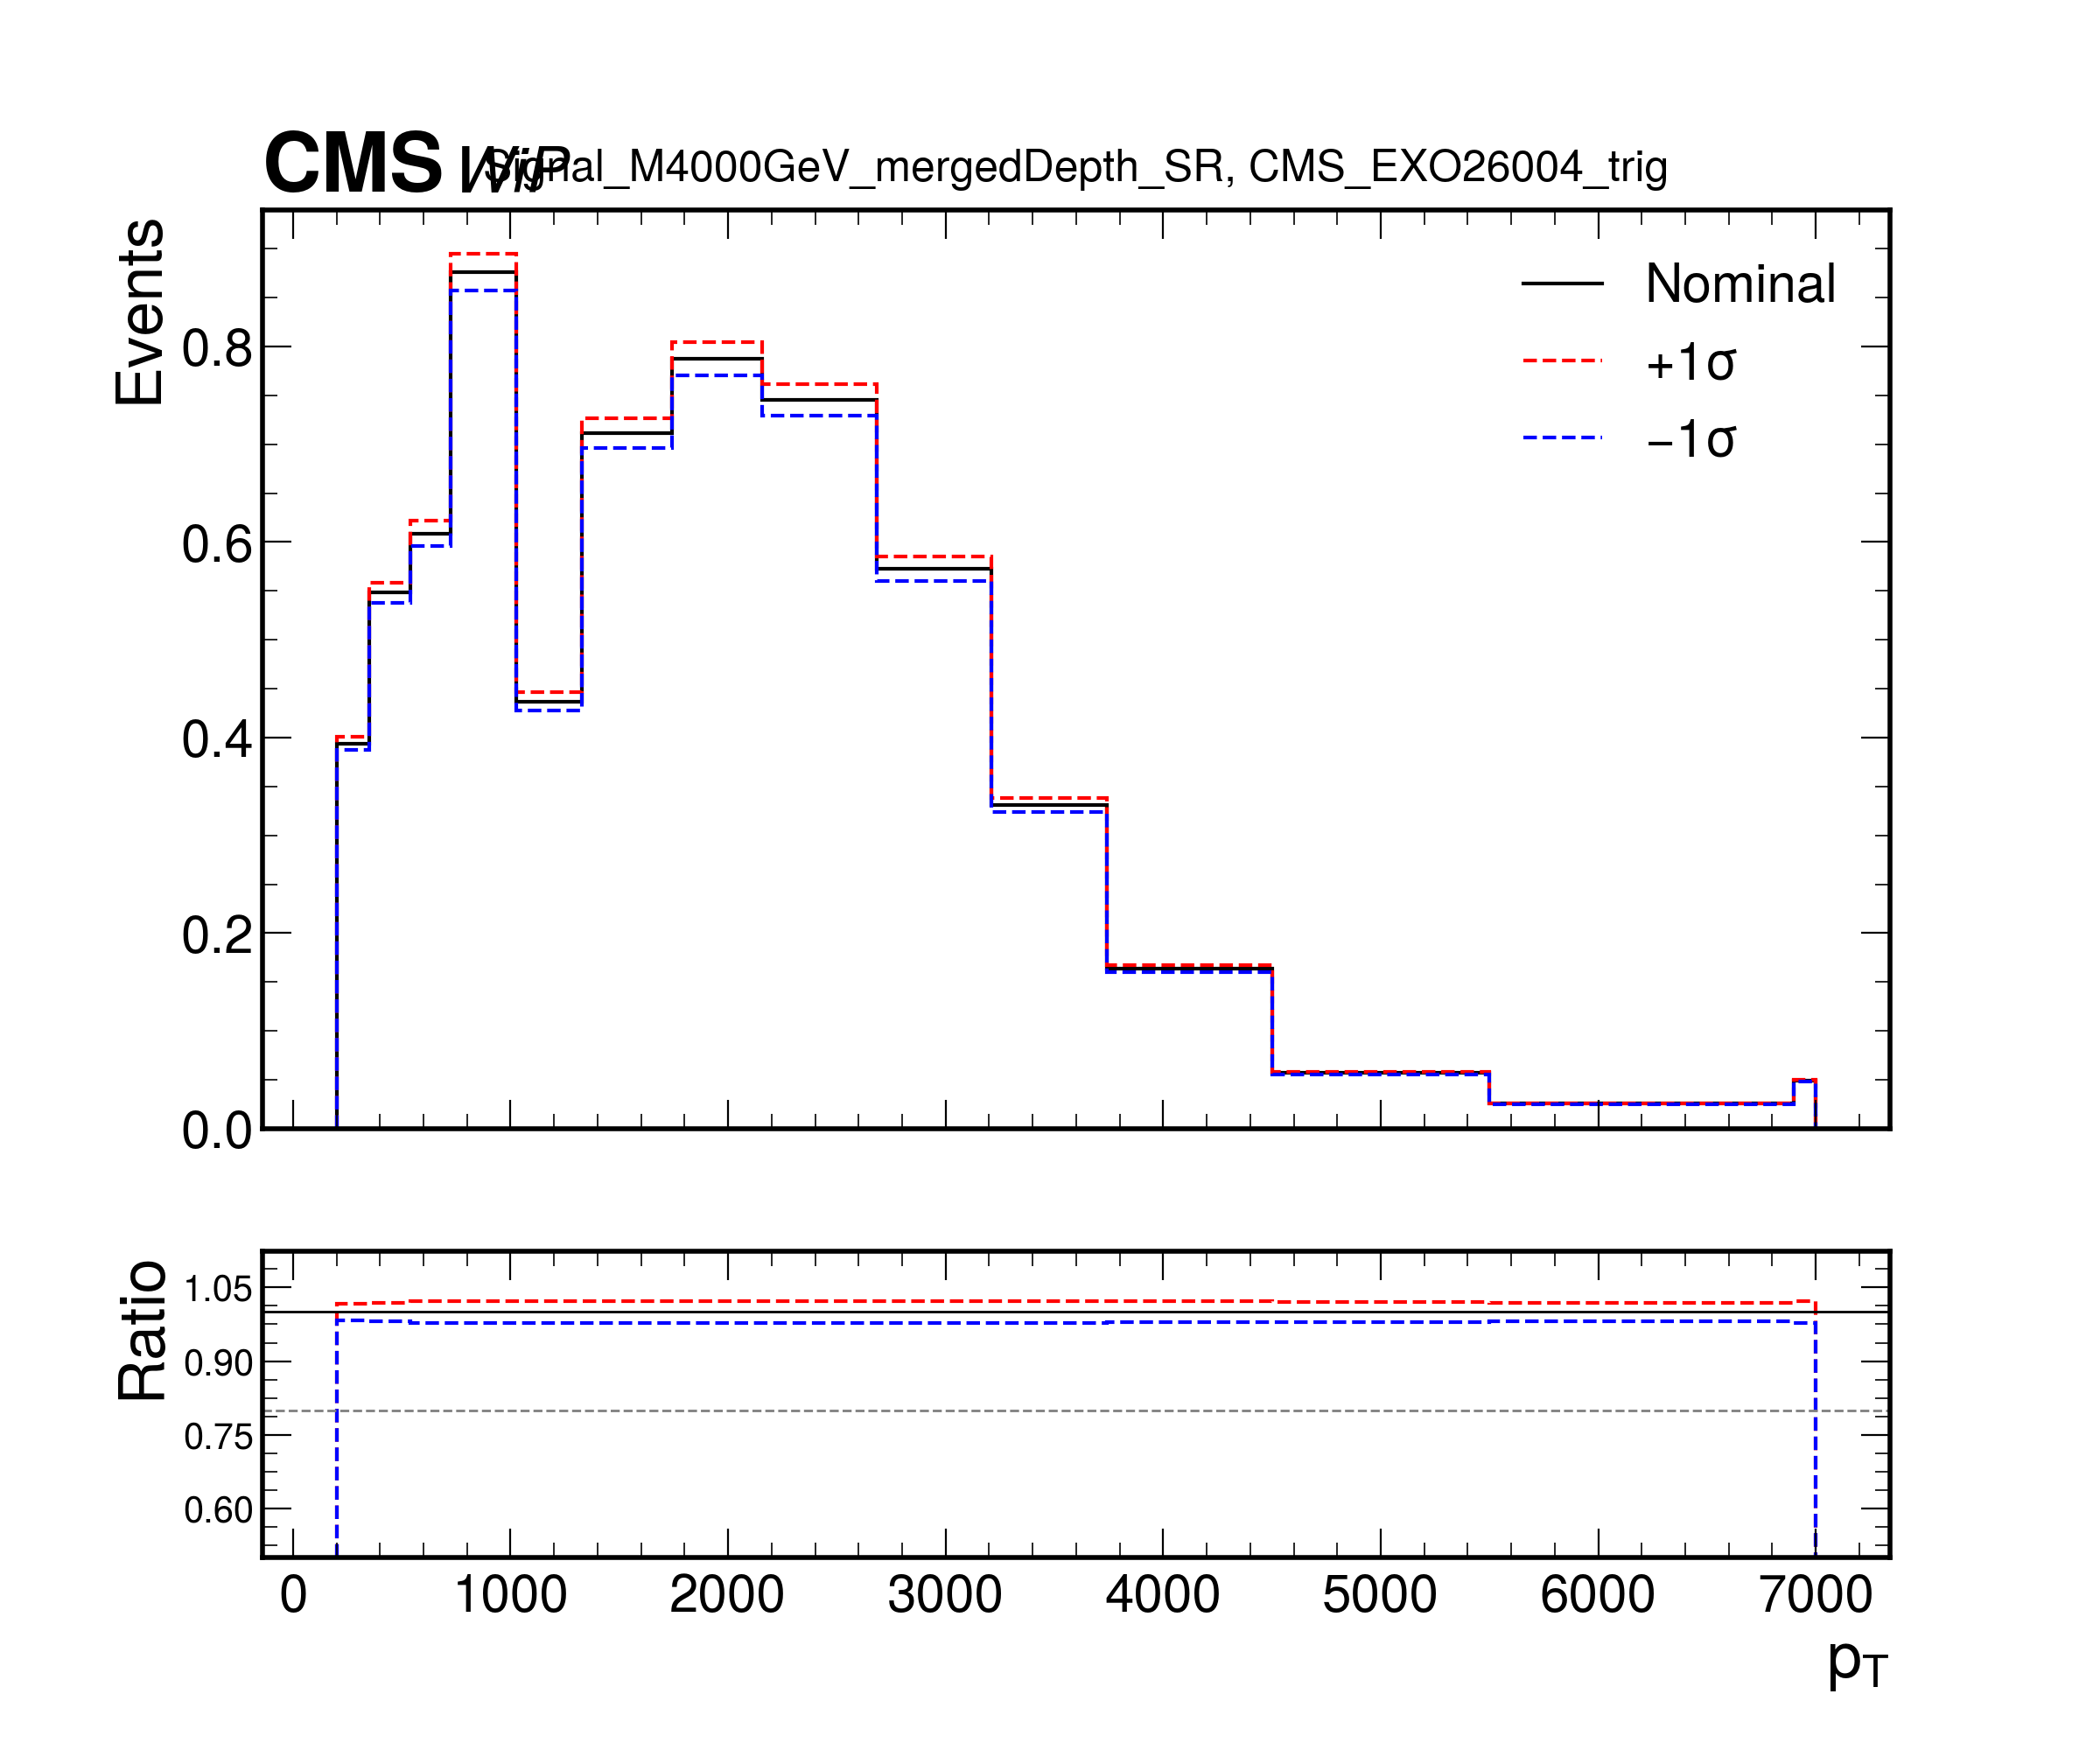 CMS WiP Signal_M4000GeV_mergedDepth_SR, CMS_EXO26004_trig
Events
0.8
0.6
0.4
0.2
0.0
Nominal
+1σ
−1σ
Ratio
1.05
0.90
0.75
0.60
0 1000 2000 3000 4000 5000 6000 7000
pT